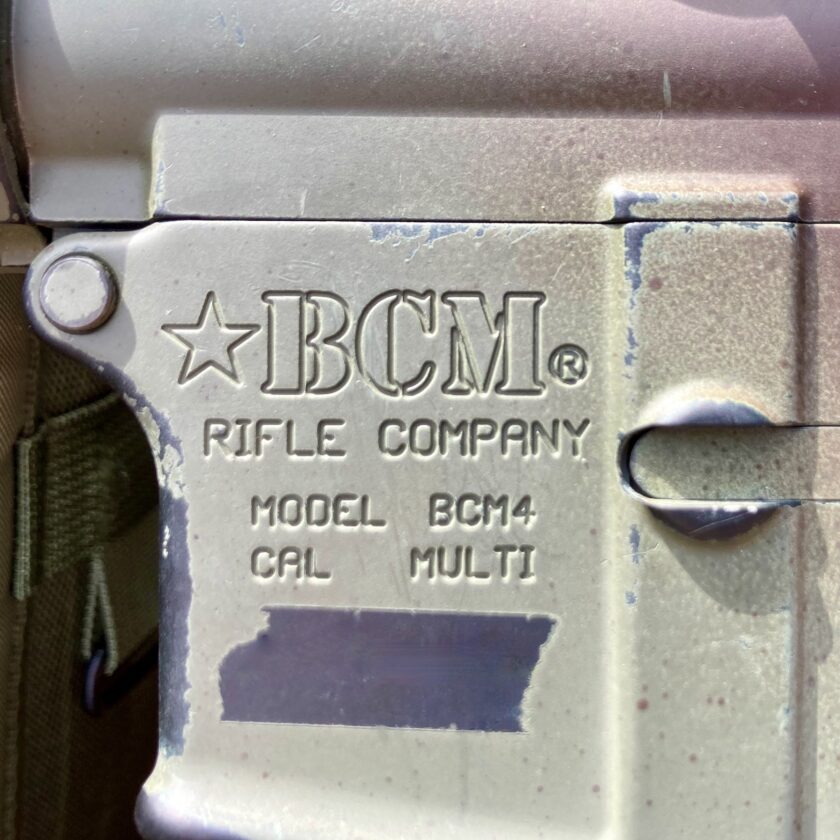 BCM®
RIFLE COMPANY
MODEL BCM4
CAL MULTI